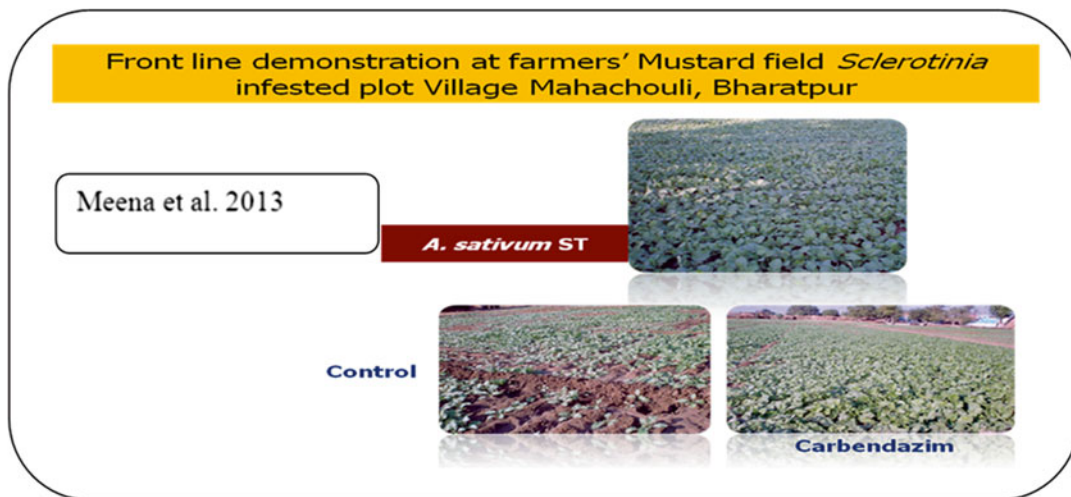 Front line demonstration at farmers' Mustard field Sclerotinia
infested plot Village Mahachouli, Bharatpur
Meena et al. 2013
A. sativum ST
Control
Carbendazim